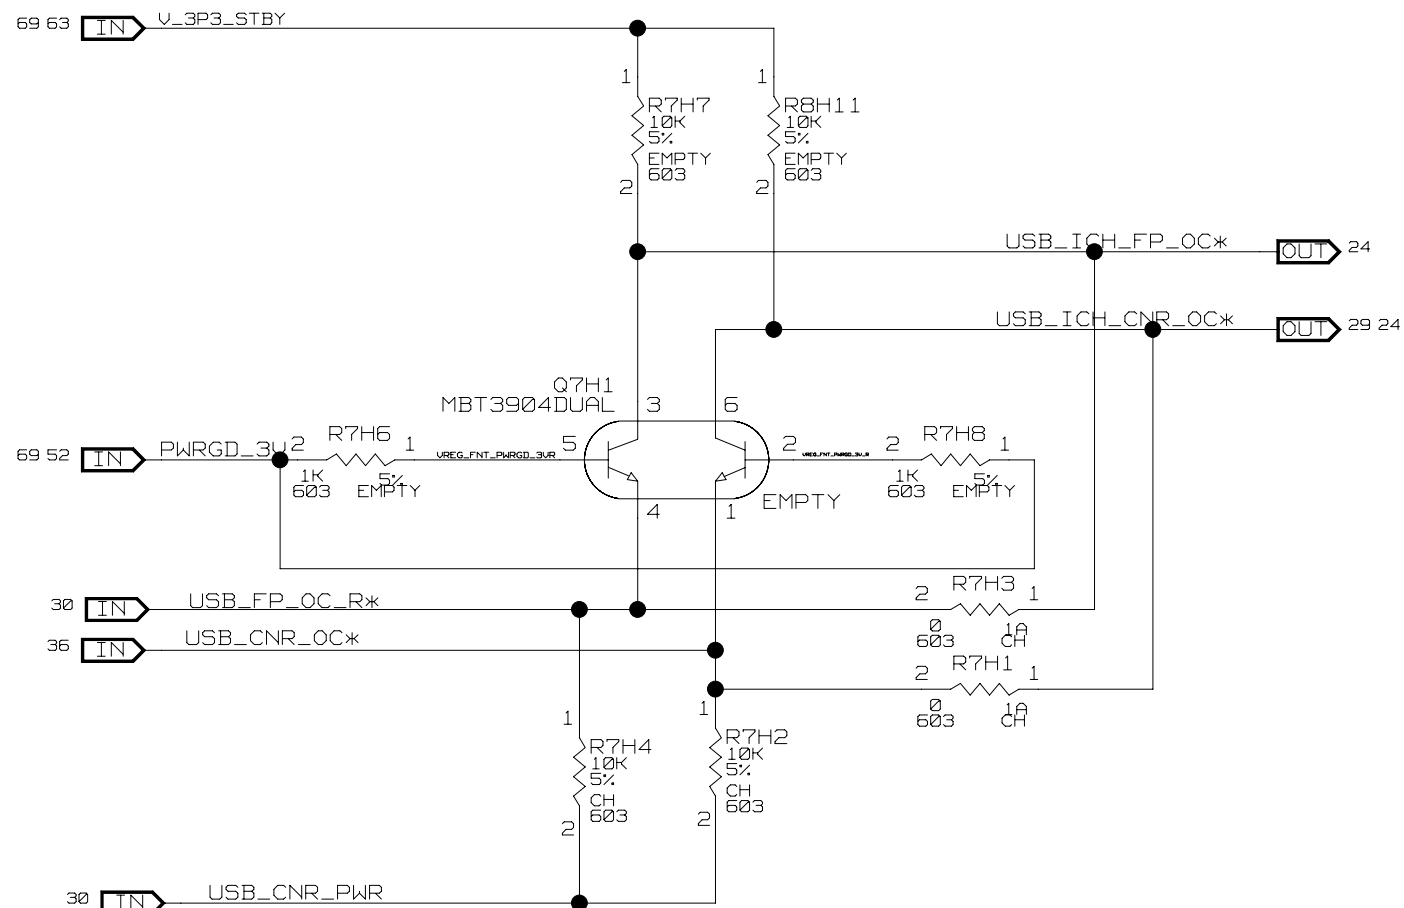 69 63 IN V_3P3_STBY
1 1
R7H7 R8H11
10K 10K
5% 5%
EMPTY EMPTY
603 603
2 2
USB_ICH_FP_OC* OUT 24
USB_ICH_CNR_OC* OUT 29 24
Q7H1
MBT3904DUAL 3 6
69 52 IN PWRGD_3V 2 R7H6 1 VREG_FNT_PWRGD_3VR 5 2 VREG_FNT_PWRGD_3V_R 2 R7H8 1
1K 5% 1K 5%
603 EMPTY 603 EMPTY
EMPTY
4 1
30 IN USB_FP_OC_R* 2 R7H3 1
0 1A
603 CH
36 IN USB_CNR_OC*
2 R7H1 1
0 1A
603 CH
1 1
R7H4 R7H2
10K 10K
5% 5%
CH CH
603 603
2 2
30 IN USB_CNR_PWR